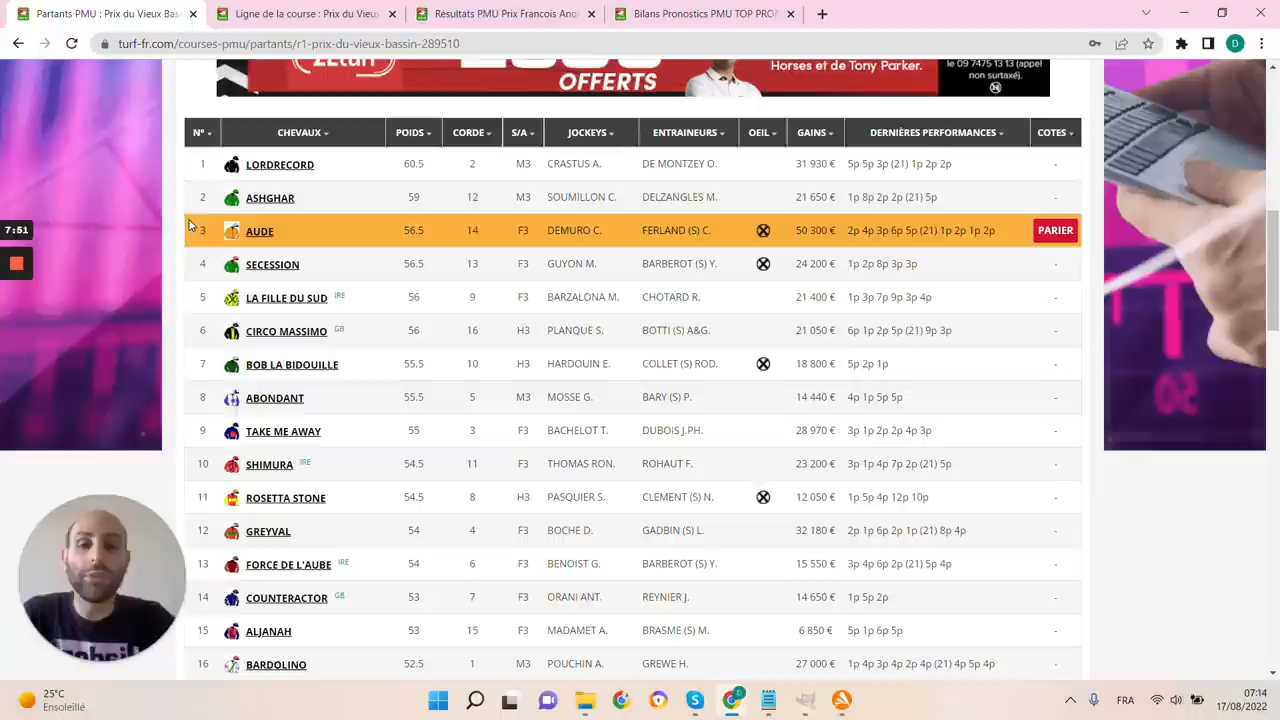 Partants PMU : Prix du Vieux Bas
Ligne de jeu : Prix du Vieux
Résultats PMU Prix Francois An
Bilans Pronostics PMU TOP PRO
turf-fr.com/courses-pmu/partants/r1-prix-du-vieux-bassin-289510
OFFERTS
Horses et de Tony Parker.
le 09 7475 13 13 (appel
non surtaxé).
N° CHEVAUX POIDS CORDE S/A JOCKEYS ENTRAINEURS OEIL GAINS DERNIÈRES PERFORMANCES COTES
1 LORDRECORD 60.5 2 M3 CRASTUS A. DE MONTZEY O. 31 930 € 5p 5p 3p (21) 1p 2p 2p -
2 ASHGHAR 59 12 M3 SOUMILLON C. DELZANGLES M. 21 650 € 1p 8p 2p 2p (21) 5p -
7:51
3 AUDE 56.5 14 F3 DEMURO C. FERLAND (S) C. 50 300 € 2p 4p 3p 6p 5p (21) 1p 2p 1p 2p PARIER
4 SECESSION 56.5 13 F3 GUYON M. BARBEROT (S) Y. 24 200 € 1p 2p 8p 3p 3p -
5 LA FILLE DU SUD IRE 56 9 F3 BARZALONA M. CHOTARD R. 21 400 € 1p 3p 7p 9p 3p 4p -
6 CIRCO MASSIMO GB 56 16 H3 PLANQUE S. BOTTI (S) A&G. 21 050 € 6p 1p 2p 5p (21) 9p 3p -
7 BOB LA BIDOUILLE 55.5 10 H3 HARDOUIN E. COLLET (S) ROD. 18 800 € 5p 2p 1p -
8 ABONDANT 55.5 5 M3 MOSSE G. BARY (S) P. 14 440 € 4p 1p 5p 5p -
9 TAKE ME AWAY 55 3 F3 BACHELOT T. DUBOIS J.PH. 28 970 € 3p 1p 2p 2p 4p 3p -
10 SHIMURA IRE 54.5 11 F3 THOMAS RON. ROHAUT F. 23 200 € 3p 1p 4p 7p 2p (21) 5p -
11 ROSETTA STONE 54.5 8 H3 PASQUIER S. CLEMENT (S) N. 12 050 € 1p 5p 4p 12p 10p -
12 GREYVAL 54 4 F3 BOCHE D. GADBIN (S) L. 32 180 € 2p 1p 6p 2p 1p (21) 8p 4p -
13 FORCE DE L'AUBE IRE 54 6 F3 BENOIST G. BARBEROT (S) Y. 15 550 € 3p 4p 6p 2p (21) 5p 4p -
14 COUNTERACTOR GB 53 7 F3 ORANI ANT. REYNIER J. 14 650 € 1p 5p 2p -
15 ALJANAH 53 15 F3 MADAMET A. BRASME (S) M. 6 850 € 5p 1p 6p 5p -
16 BARDOLINO 52.5 1 M3 POUCHIN A. GREWE H. 27 000 € 1p 4p 3p 4p 2p 4p (21) 4p 5p 4p -
25°C
Ensoleillé
FRA
07:14
17/08/2022